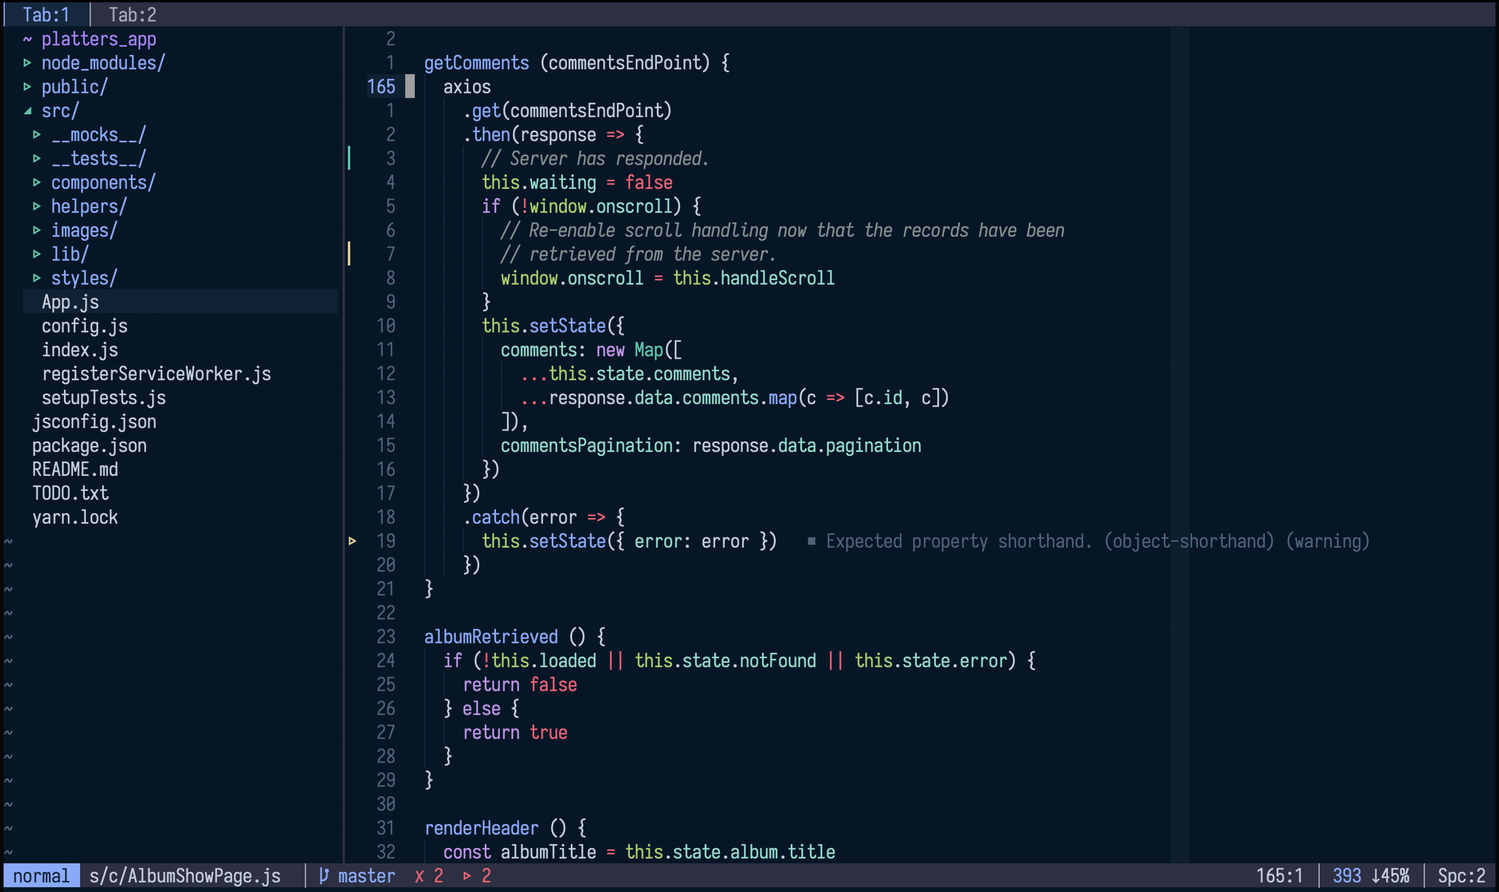 Tab:1 Tab:2
~ platters_app
▹ node_modules/
▹ public/
◢ src/
▹ __mocks__/
▹ __tests__/
▹ components/
▹ helpers/
▹ images/
▹ lib/
▹ styles/
App.js
config.js
index.js
registerServiceWorker.js
setupTests.js
jsconfig.json
package.json
README.md
TODO.txt
yarn.lock
~
~
~
~
~
~
~
~
~
~
~
~
~
~
2
1 getComments (commentsEndPoint) {
165 axios
1 .get(commentsEndPoint)
2 .then(response => {
3 // Server has responded.
4 this.waiting = false
5 if (!window.onscroll) {
6 // Re-enable scroll handling now that the records have been
7 // retrieved from the server.
8 window.onscroll = this.handleScroll
9 }
10 this.setState({
11 comments: new Map([
12 ...this.state.comments,
13 ...response.data.comments.map(c => [c.id, c])
14 ]),
15 commentsPagination: response.data.pagination
16 })
17 })
18 .catch(error => {
▹ 19 this.setState({ error: error }) ■ Expected property shorthand. (object-shorthand) (warning)
20 })
21 }
22
23 albumRetrieved () {
24 if (!this.loaded || this.state.notFound || this.state.error) {
25 return false
26 } else {
27 return true
28 }
29 }
30
31 renderHeader () {
32 const albumTitle = this.state.album.title
normal s/c/AlbumShowPage.js master ✗ 2 ▹ 2 165:1 393 ↓45% Spc:2